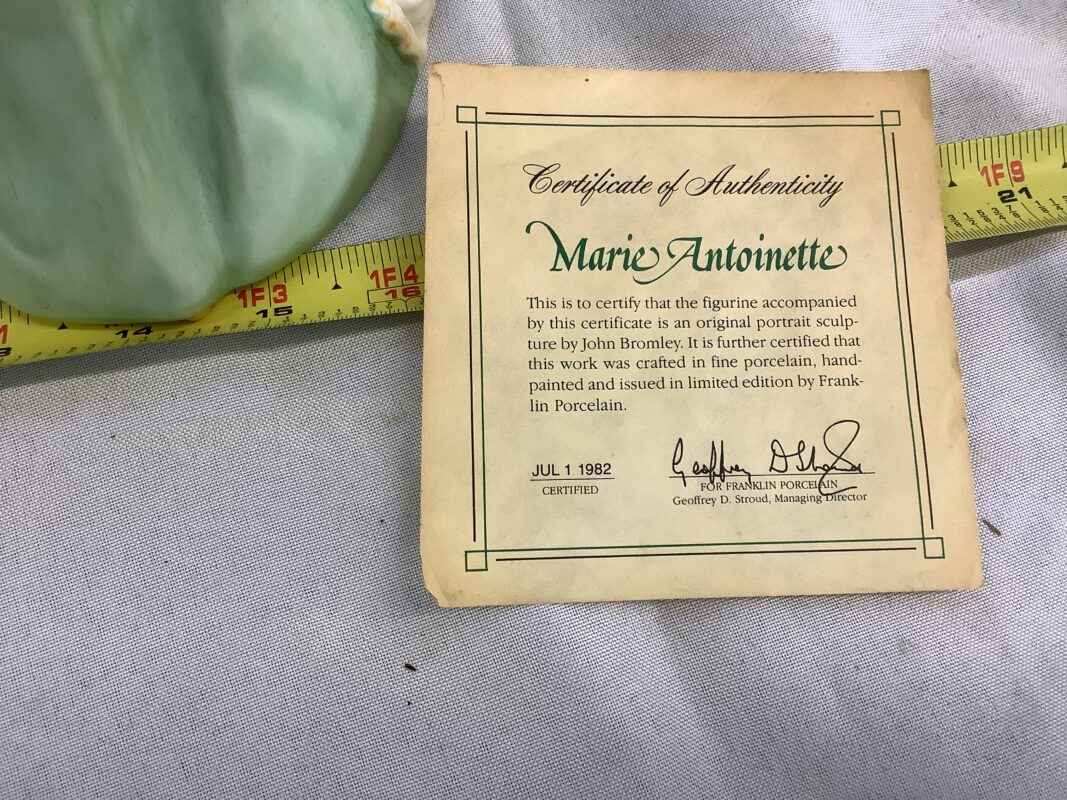 Certificate of Authenticity
Marie Antoinette
This is to certify that the figurine accompanied
by this certificate is an original portrait sculp-
ture by John Bromley. It is further certified that
this work was crafted in fine porcelain, hand-
painted and issued in limited edition by Frank-
lin Porcelain.
JUL 1 1982
CERTIFIED
Geoffrey D Stroud
FOR FRANKLIN PORCELAIN
Geoffrey D. Stroud, Managing Director
1F3
1F4
1F9
14
15
16
21